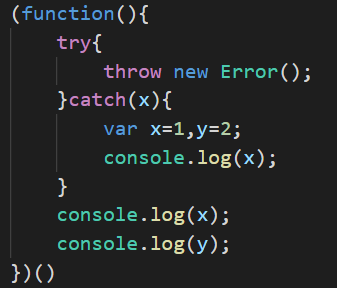 (function(){
    try{
        throw new Error();
    }catch(x){
        var x=1,y=2;
        console.log(x);
    }
    console.log(x);
    console.log(y);
})()